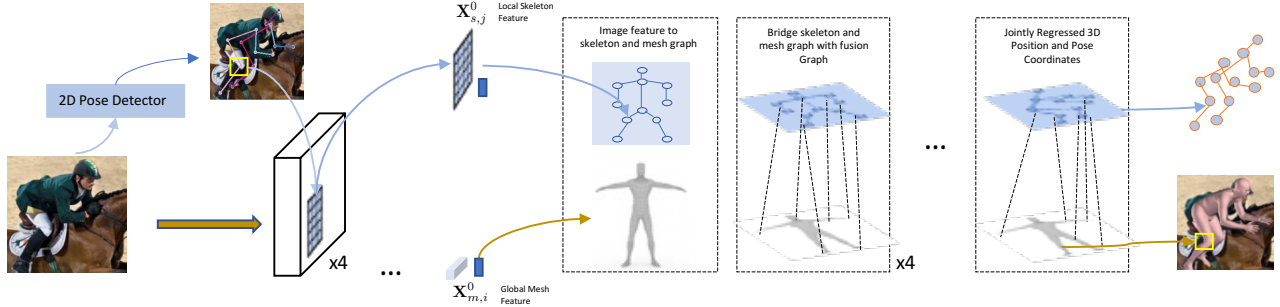 2D Pose Detector
x4
...
X^0_{s,j}
Local Skeleton
Feature
X^0_{m,i}
Global Mesh
Feature
Image feature to
skeleton and mesh graph
Bridge skeleton and
mesh graph with fusion
Graph
x4
...
Jointly Regressed 3D
Position and Pose
Coordinates